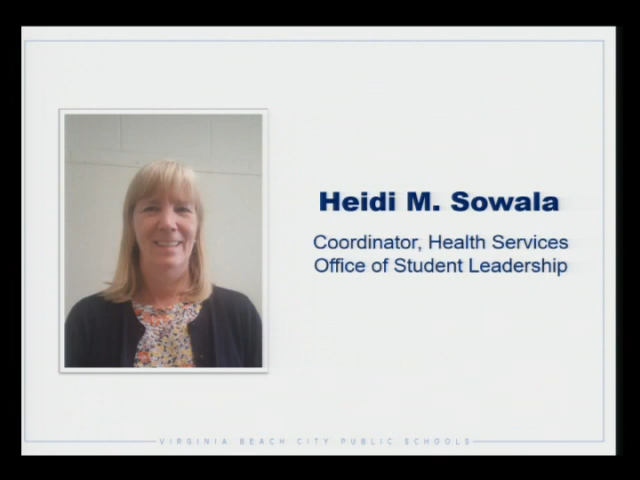 Heidi M. Sowala
Coordinator, Health Services
Office of Student Leadership
VIRGINIA BEACH CITY PUBLIC SCHOOLS